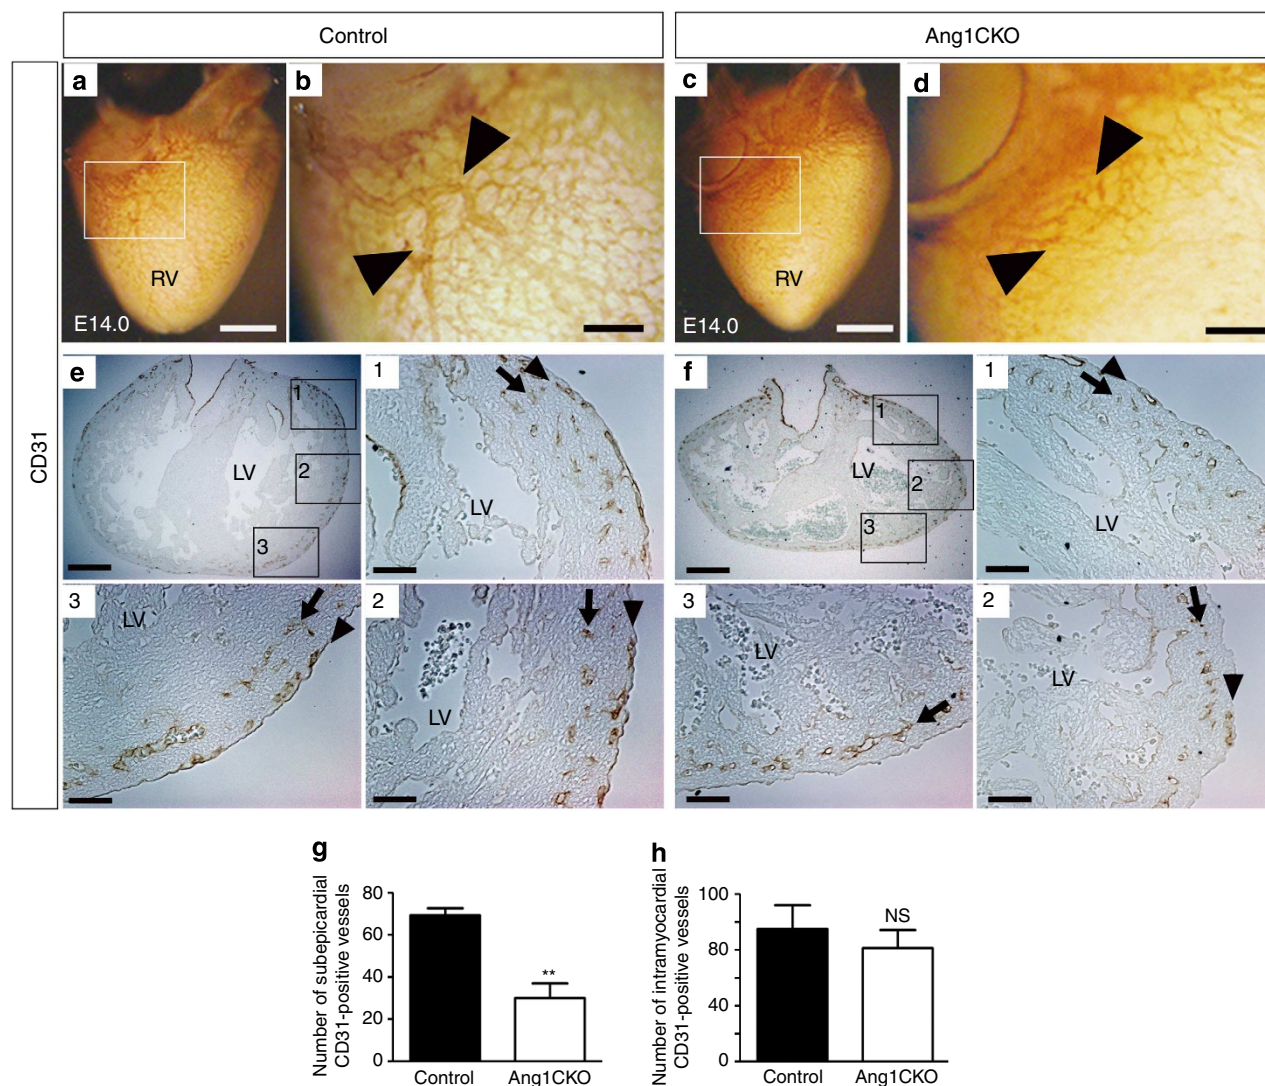 Control
Ang1CKO
CD31
a
RV
E14.0
b
c
RV
E14.0
d
e
LV
1
2
3
1
LV
f
LV
1
2
3
1
LV
3
LV
2
LV
3
LV
2
LV
g
Number of subepicardial
CD31-positive vessels
80
60
40
20
0
**
Control
Ang1CKO
h
Number of intramyocardial
CD31-positive vessels
100
80
40
0
NS
Control
Ang1CKO